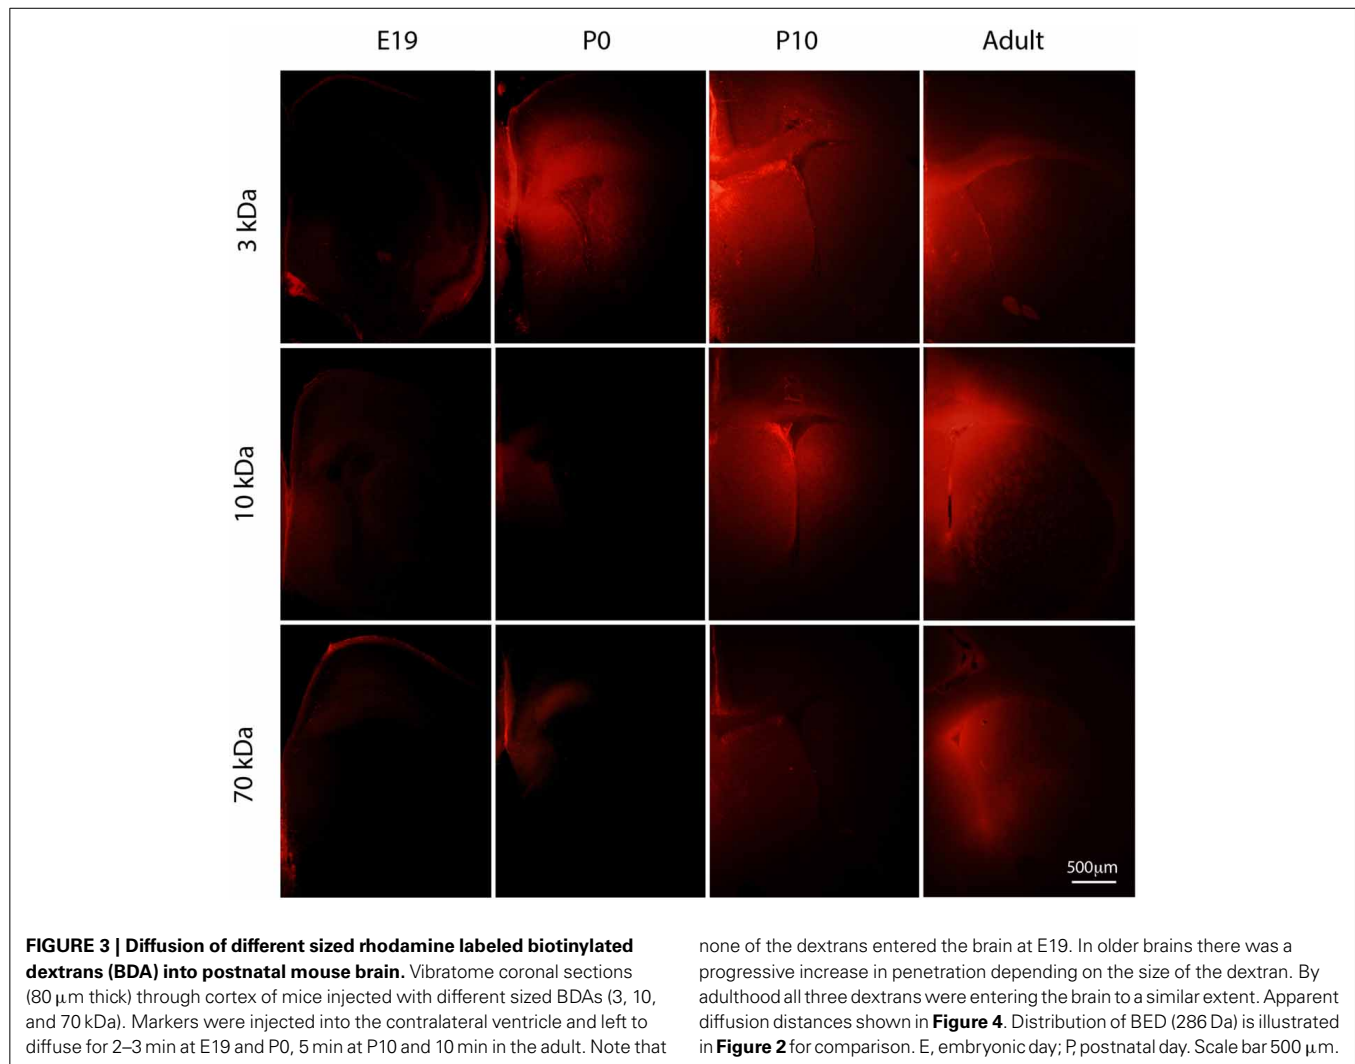 E19 P0 P10 Adult
3 kDa
10 kDa
70 kDa
500μm
FIGURE 3 | Diffusion of different sized rhodamine labeled biotinylated
dextrans (BDA) into postnatal mouse brain. Vibratome coronal sections
(80 μm thick) through cortex of mice injected with different sized BDAs (3, 10,
and 70 kDa). Markers were injected into the contralateral ventricle and left to
diffuse for 2–3 min at E19 and P0, 5 min at P10 and 10 min in the adult. Note that
none of the dextrans entered the brain at E19. In older brains there was a
progressive increase in penetration depending on the size of the dextran. By
adulthood all three dextrans were entering the brain to a similar extent. Apparent
diffusion distances shown in Figure 4. Distribution of BED (286 Da) is illustrated
in Figure 2 for comparison. E, embryonic day; P, postnatal day. Scale bar 500 μm.